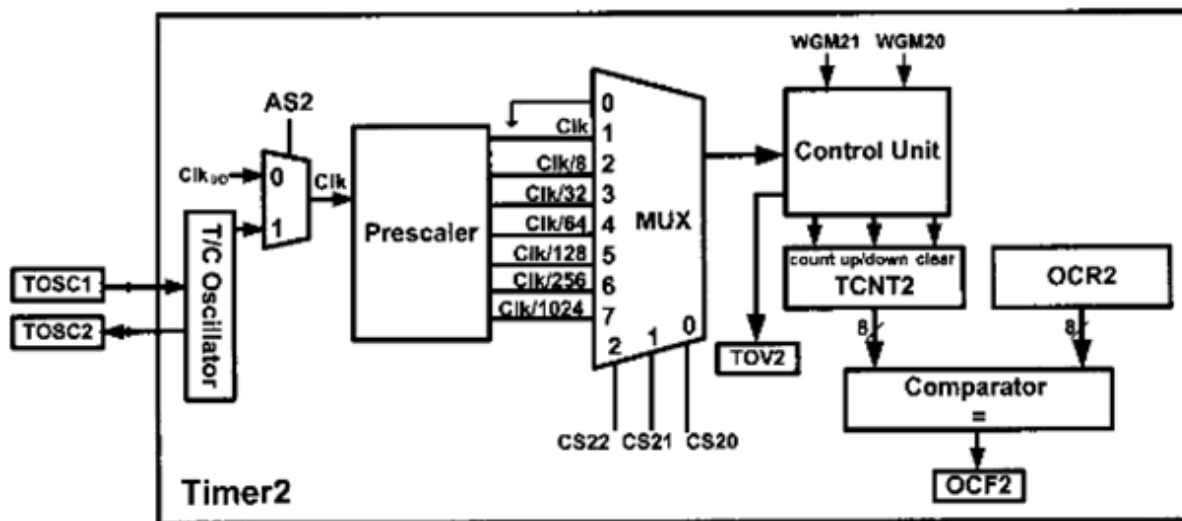 WGM21 WGM20
AS2
Clk I/O
0
1
Clk
T/C Oscillator
TOSC1
TOSC2
Prescaler
Clk
Clk/8
Clk/32
Clk/64
Clk/128
Clk/256
Clk/1024
0
1
2
3
4
5
6
7
MUX
2 1 0
CS22 CS21 CS20
Control Unit
count up/down clear
TCNT2
OCR2
8
8
TOV2
Comparator
=
OCF2
Timer2